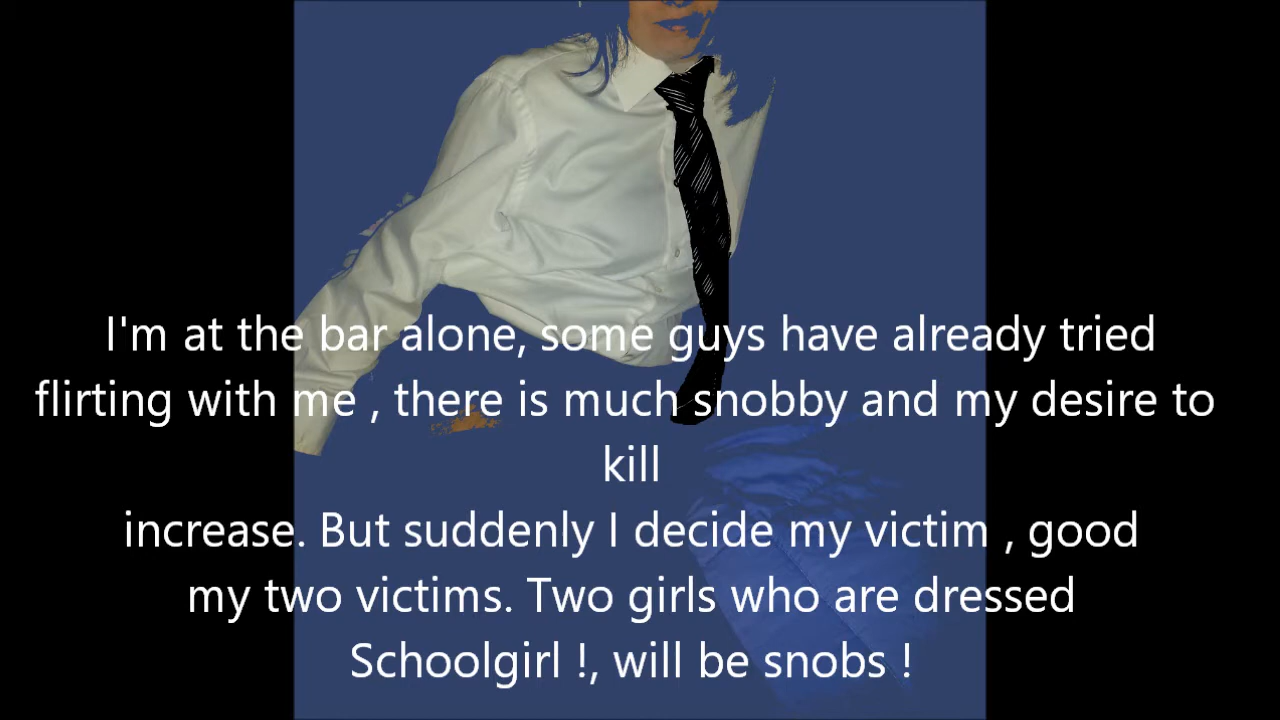 I'm at the bar alone, some guys have already tried
flirting with me , there is much snobby and my desire to
kill
increase. But suddenly I decide my victim , good
my two victims. Two girls who are dressed
Schoolgirl !, will be snobs !